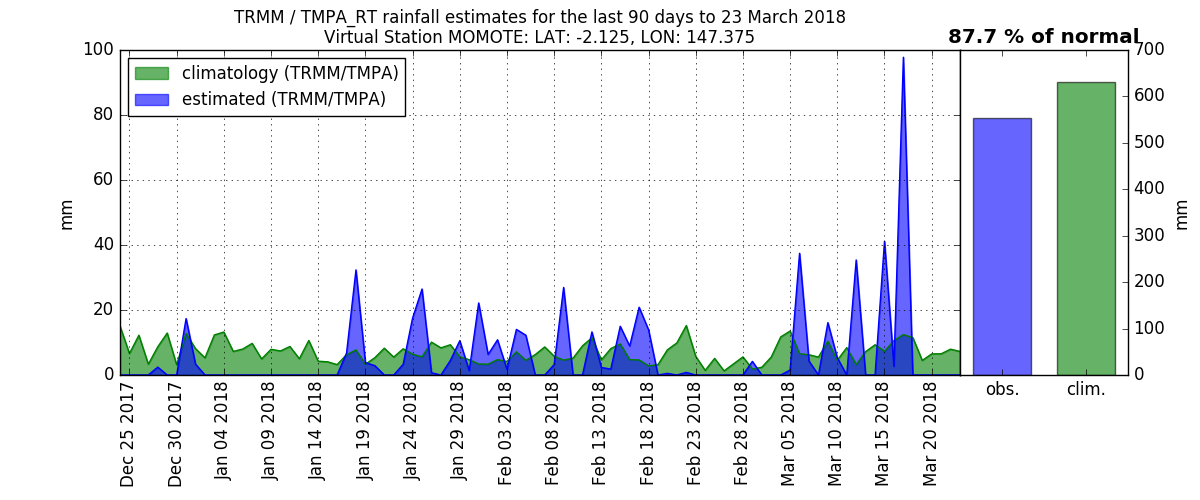 TRMM / TMPA_RT rainfall estimates for the last 90 days to 23 March 2018
Virtual Station MOMOTE: LAT: -2.125, LON: 147.375
87.7 % of normal
climatology (TRMM/TMPA)
estimated (TRMM/TMPA)
100
80
60
40
20
0
mm
700
600
500
400
300
200
100
0
mm
Dec 25 2017
Dec 30 2017
Jan 04 2018
Jan 09 2018
Jan 14 2018
Jan 19 2018
Jan 24 2018
Jan 29 2018
Feb 03 2018
Feb 08 2018
Feb 13 2018
Feb 18 2018
Feb 23 2018
Feb 28 2018
Mar 05 2018
Mar 10 2018
Mar 15 2018
Mar 20 2018
obs.
clim.